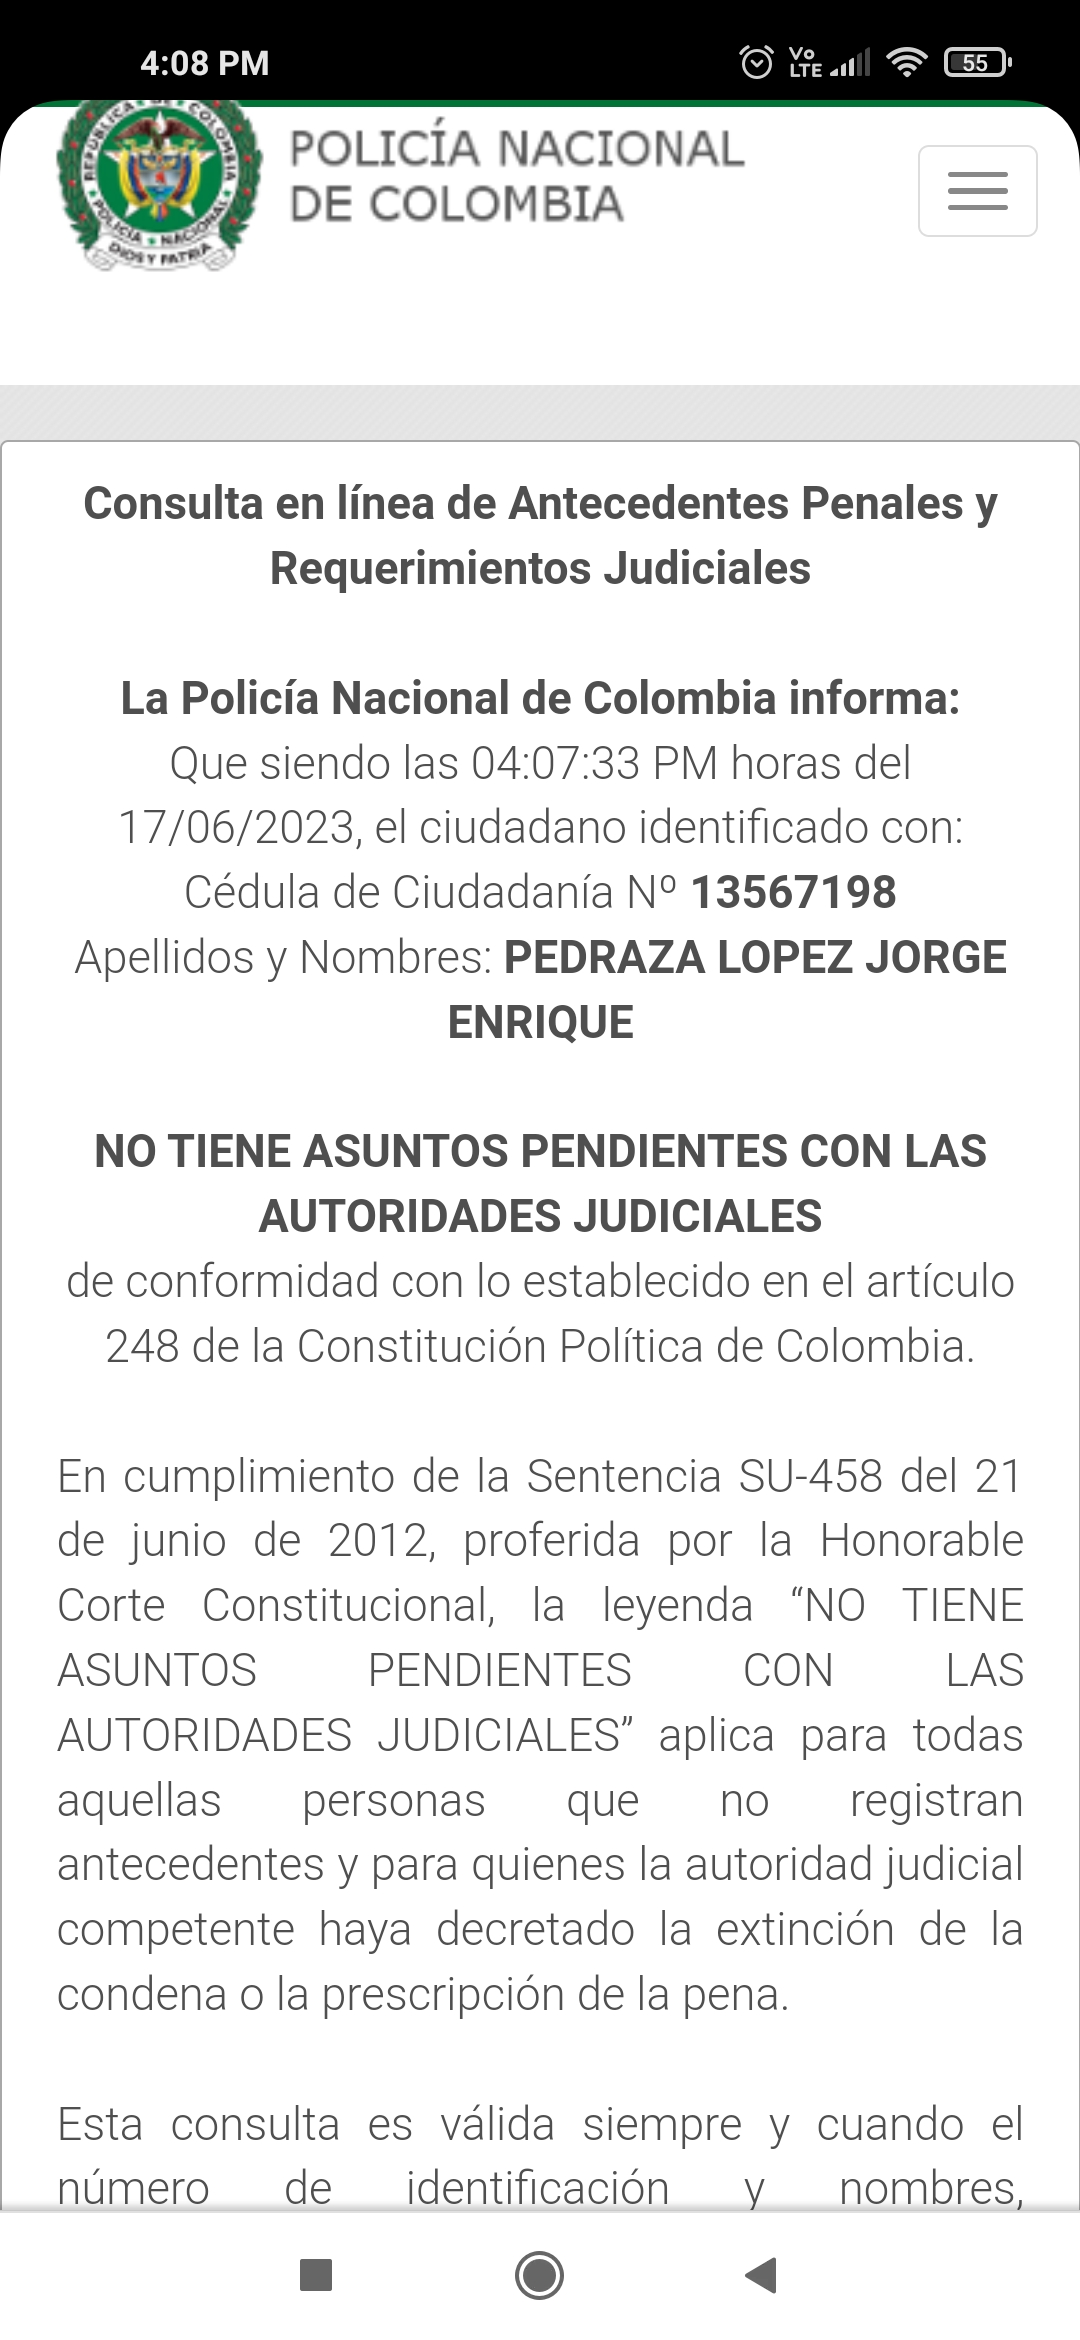 4:08 PM
Vo
LTE
55
REPÚBLICA DE COLOMBIA
POLICÍA NACIONAL
DIOS Y PATRIA
POLICÍA NACIONAL
DE COLOMBIA
Consulta en línea de Antecedentes Penales y
Requerimientos Judiciales
La Policía Nacional de Colombia informa:
Que siendo las 04:07:33 PM horas del
17/06/2023, el ciudadano identificado con:
Cédula de Ciudadanía Nº 13567198
Apellidos y Nombres: PEDRAZA LOPEZ JORGE
ENRIQUE
NO TIENE ASUNTOS PENDIENTES CON LAS
AUTORIDADES JUDICIALES
de conformidad con lo establecido en el artículo
248 de la Constitución Política de Colombia.
En cumplimiento de la Sentencia SU-458 del 21
de junio de 2012, proferida por la Honorable
Corte Constitucional, la leyenda “NO TIENE
ASUNTOS PENDIENTES CON LAS
AUTORIDADES JUDICIALES” aplica para todas
aquellas personas que no registran
antecedentes y para quienes la autoridad judicial
competente haya decretado la extinción de la
condena o la prescripción de la pena.
Esta consulta es válida siempre y cuando el
número de identificación y nombres,